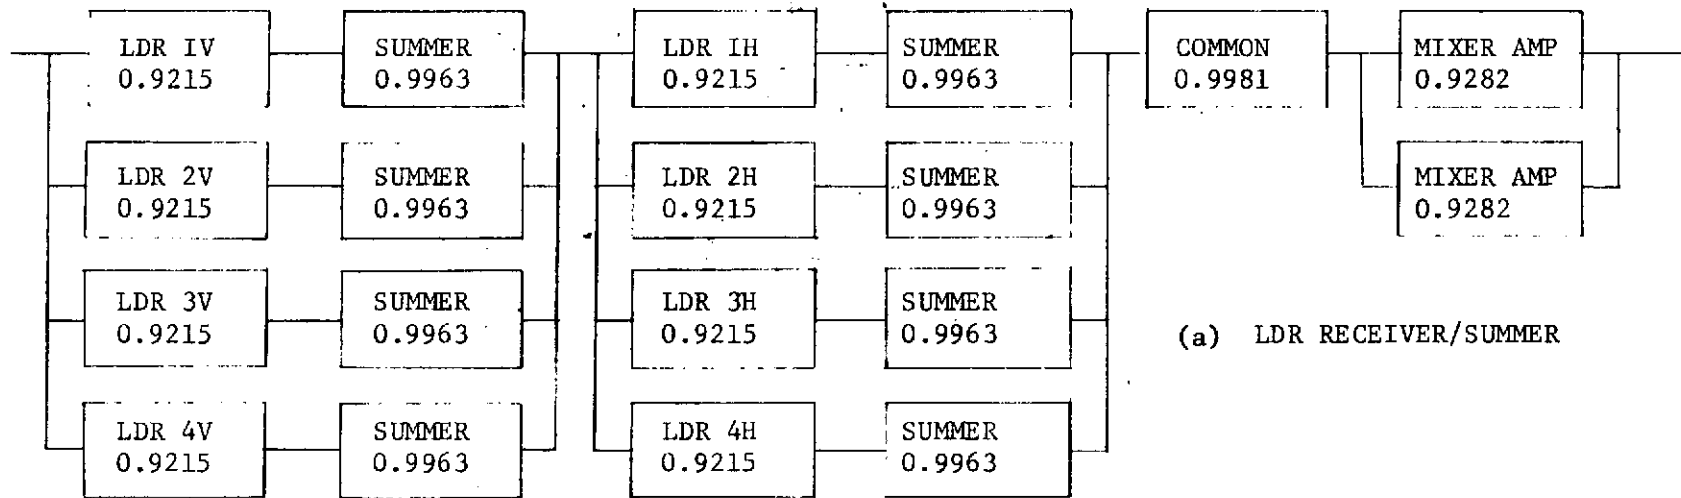 LDR 1V
0.9215
SUMMER
0.9963
LDR 1H
0.9215
SUMMER
0.9963
COMMON
0.9981
MIXER AMP
0.9282
LDR 2V
0.9215
SUMMER
0.9963
LDR 2H
0.9215
SUMMER
0.9963
MIXER AMP
0.9282
LDR 3V
0.9215
SUMMER
0.9963
LDR 3H
0.9215
SUMMER
0.9963
(a) LDR RECEIVER/SUMMER
LDR 4V
0.9215
SUMMER
0.9963
LDR 4H
0.9215
SUMMER
0.9963